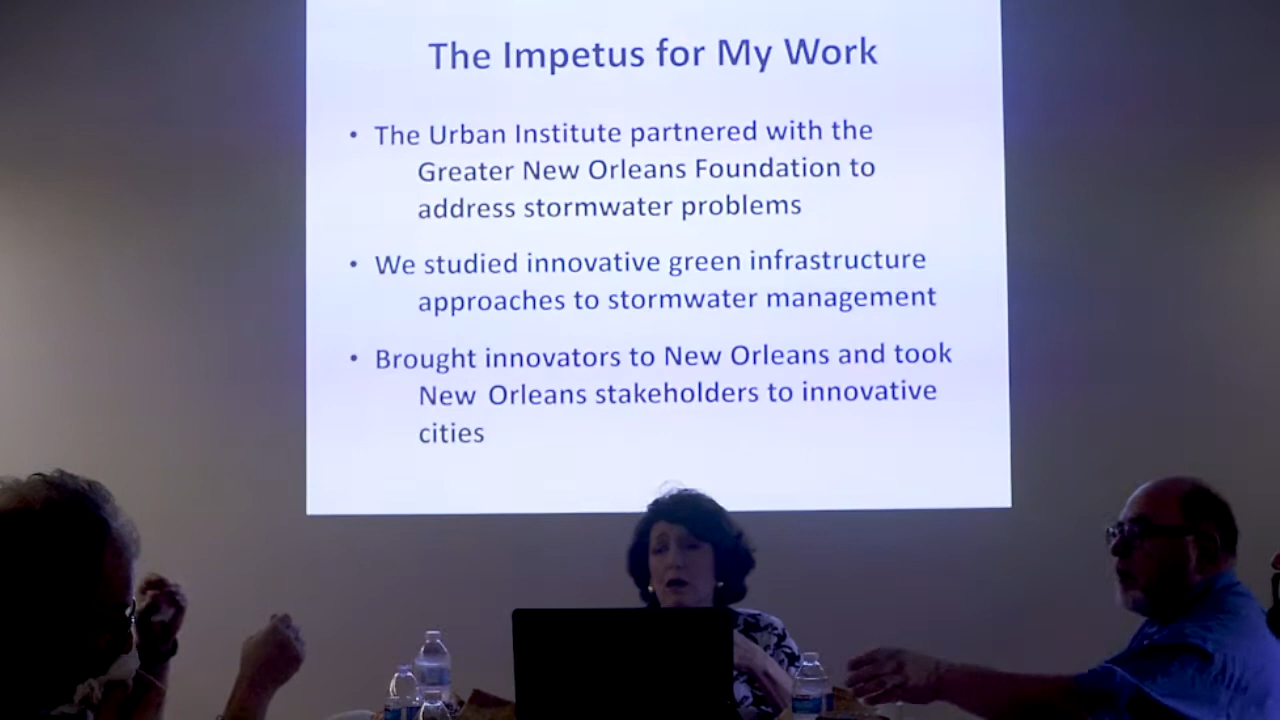 The Impetus for My Work
• The Urban Institute partnered with the
Greater New Orleans Foundation to
address stormwater problems
• We studied innovative green infrastructure
approaches to stormwater management
• Brought innovators to New Orleans and took
New Orleans stakeholders to innovative
cities